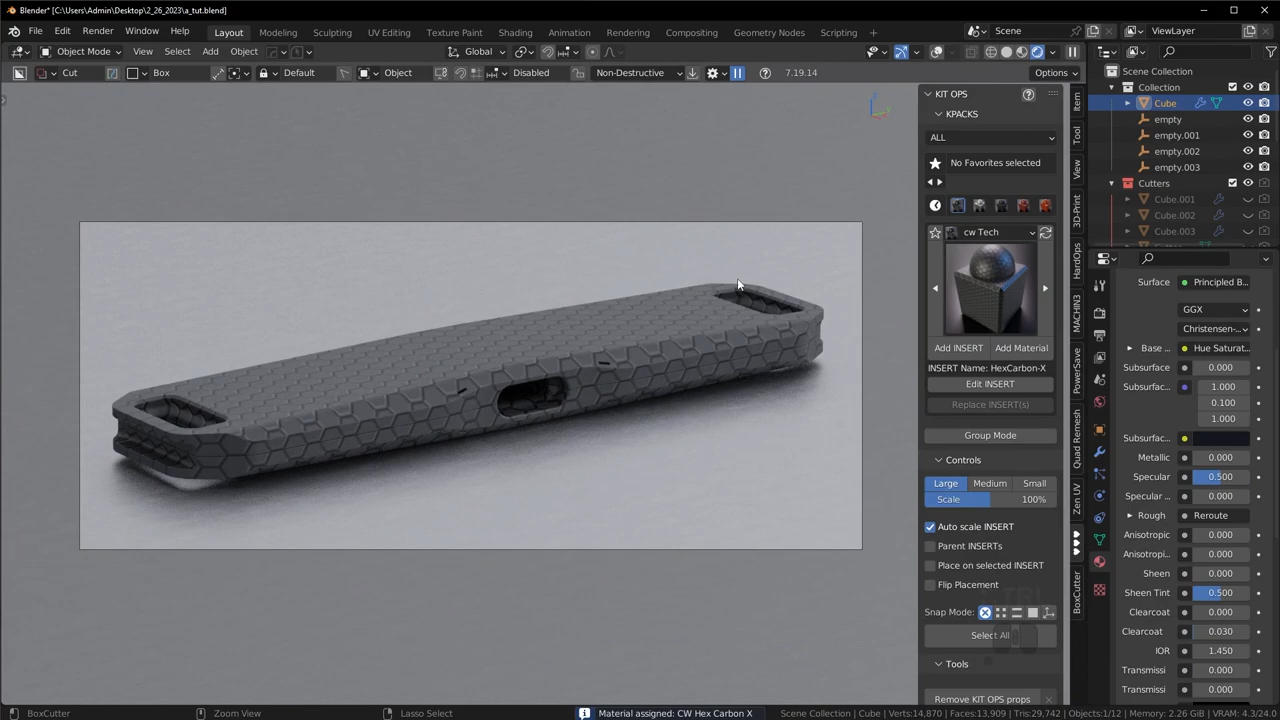 Blender* [C:\Users\Admin\Desktop\2_26_2023\a_tut.blend]
File Edit Render Window Help Layout Modeling Sculpting UV Editing Texture Paint Shading Animation Rendering Compositing Geometry Nodes Scripting Scene ViewLayer
Object Mode View Select Add Object Global
Cut Box Default Object Disabled Non-Destructive 7.19.14 Options
Scene Collection
Collection
Cube
empty
empty.001
empty.002
empty.003
Cutters
Cube.001
Cube.002
Cube.003
KIT OPS
KPACKS
ALL
No Favorites selected
cw Tech
Add INSERT Add Material
INSERT Name: HexCarbon-X
Edit INSERT
Replace INSERT(s)
Group Mode
Controls
Large Medium Small
Scale 100%
Auto scale INSERT
Parent INSERTs
Place on selected INSERT
Flip Placement
Snap Mode:
Select All
Tools
Remove KIT OPS props
Item
Tool
View
3D-Print
HardOps
MACHIN3
PowerSave
Quad Remesh
Zen UV
♥♥♥
BoxCutter
Surface Principled B...
GGX
Christensen-...
Base ... Hue Saturat...
Subsurface 0.000
Subsurfac... 1.000
0.100
1.000
Subsurfac...
Metallic 0.000
Specular 0.500
Specular ... 0.000
Rough Reroute
Anisotropic 0.000
Anisotropi... 0.000
Sheen 0.000
Sheen Tint 0.500
Clearcoat 0.000
Clearcoat 0.030
IOR 1.450
Transmissi 0.000
Transmissi 0.000
BoxCutter Zoom View Lasso Select Material assigned: CW Hex Carbon X Scene Collection | Cube | Verts:14,870 | Faces:13,909 | Tris:29,742 | Objects:1/12 | Memory: 2.26 GiB | VRAM: 4.3/24.0